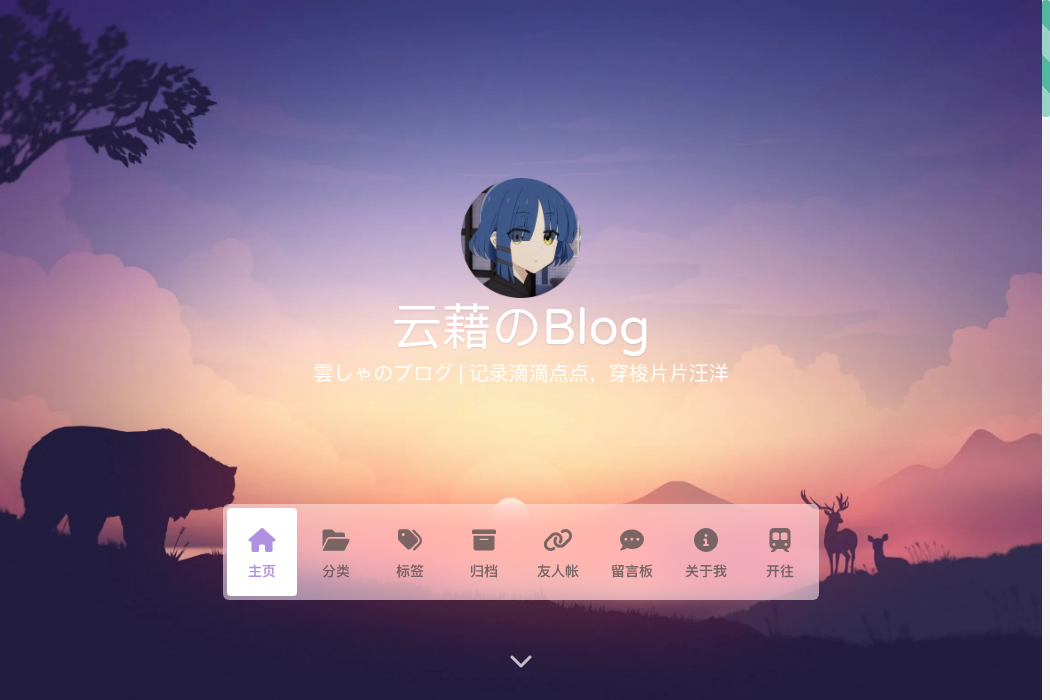 云藉のBlog
雲しゃのブログ | 记录滴滴点点，穿梭片片汪洋
主页 分类 标签 归档 友人帐 留言板 关于我 开往